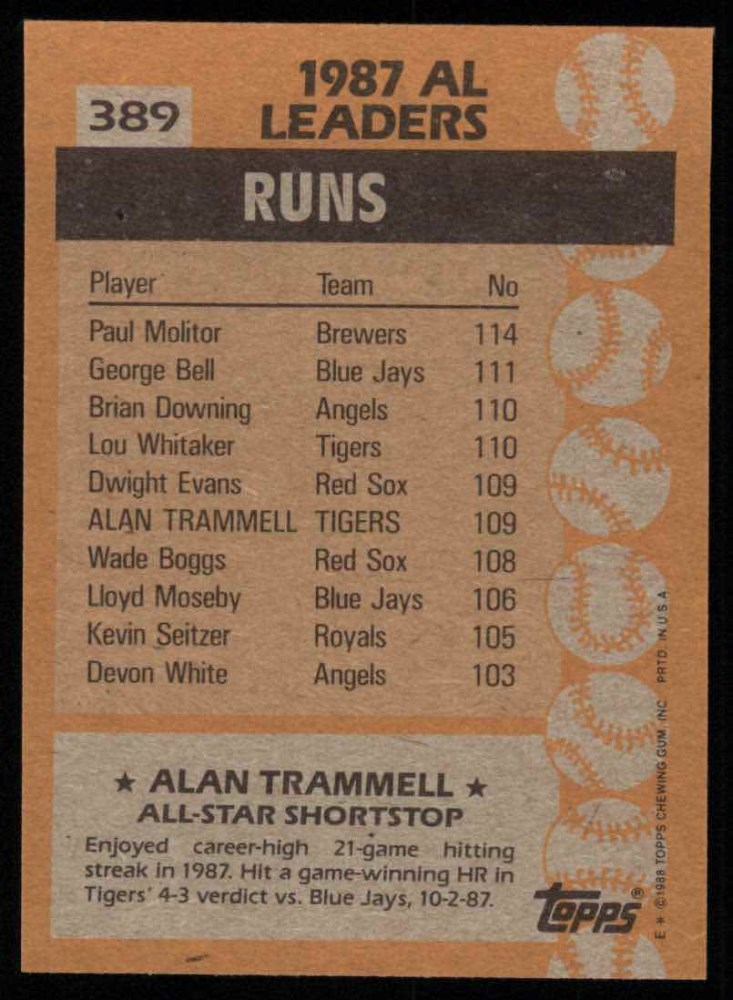 389
1987 AL
LEADERS
RUNS
Player Team No
Paul Molitor Brewers 114
George Bell Blue Jays 111
Brian Downing Angels 110
Lou Whitaker Tigers 110
Dwight Evans Red Sox 109
ALAN TRAMMELL TIGERS 109
Wade Boggs Red Sox 108
Lloyd Moseby Blue Jays 106
Kevin Seitzer Royals 105
Devon White Angels 103
★ ALAN TRAMMELL ★
ALL-STAR SHORTSTOP
Enjoyed career-high 21-game hitting
streak in 1987. Hit a game-winning HR in
Tigers' 4-3 verdict vs. Blue Jays, 10-2-87.
topps®
E * ©1988 TOPPS CHEWING GUM, INC. PRTD. IN U.S.A.